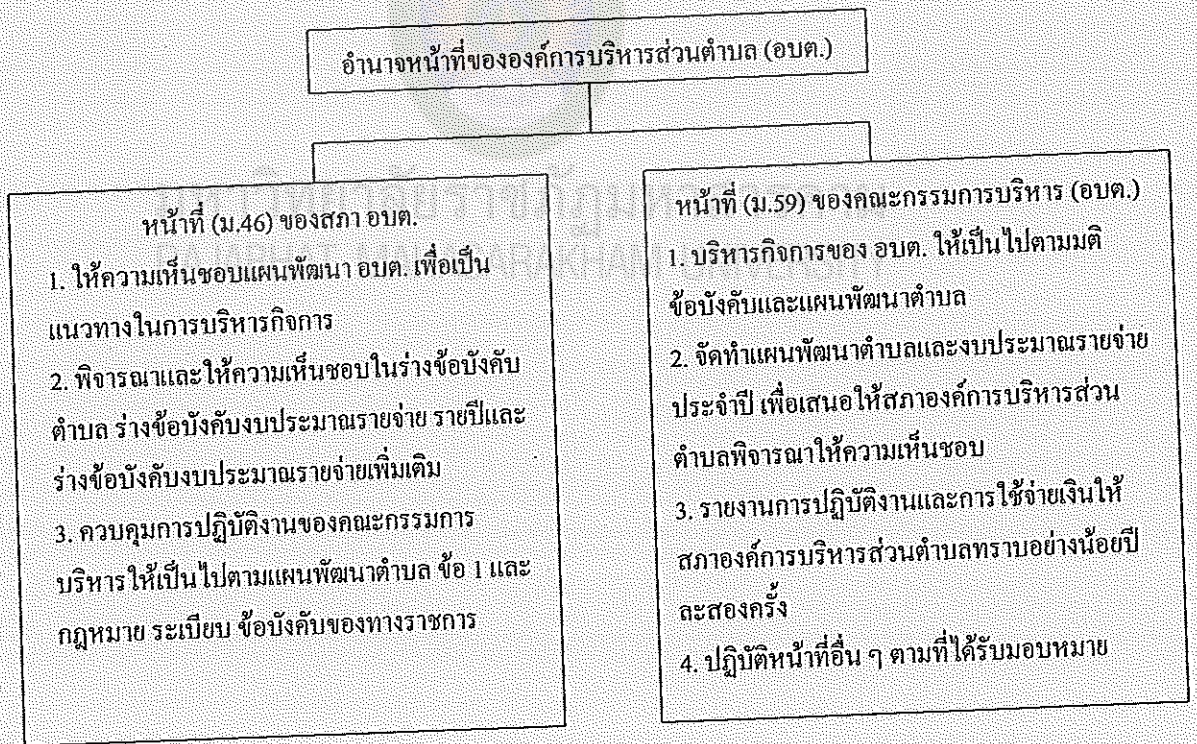 อำนาจหน้าที่ขององค์การบริหารส่วนตำบล (อบต.)
หน้าที่ (ม.46) ของสภา อบต.
1. ให้ความเห็นชอบแผนพัฒนา อบต. เพื่อเป็น
แนวทางในการบริหารกิจการ
2. พิจารณาและให้ความเห็นชอบในร่างข้อบังคับ
ตำบล ร่างข้อบังคับงบประมาณรายจ่าย รายปีและ
ร่างข้อบังคับงบประมาณรายจ่ายเพิ่มเติม
3. ควบคุมการปฏิบัติงานของคณะกรรมการ
บริหารให้เป็นไปตามแผนพัฒนาตำบล ข้อ 1 และ
กฎหมาย ระเบียบ ข้อบังคับของทางราชการ
หน้าที่ (ม.59) ของคณะกรรมการบริหาร (อบต.)
1. บริหารกิจการของ อบต. ให้เป็นไปตามมติ
ข้อบังคับและแผนพัฒนาตำบล
2. จัดทำแผนพัฒนาตำบลและงบประมาณรายจ่าย
ประจำปี เพื่อเสนอให้สภาองค์การบริหารส่วน
ตำบลพิจารณาให้ความเห็นชอบ
3. รายงานการปฏิบัติงานและการใช้จ่ายเงินให้
สภาองค์การบริหารส่วนตำบลทราบอย่างน้อยปี
ละสองครั้ง
4. ปฏิบัติหน้าที่อื่น ๆ ตามที่ได้รับมอบหมาย